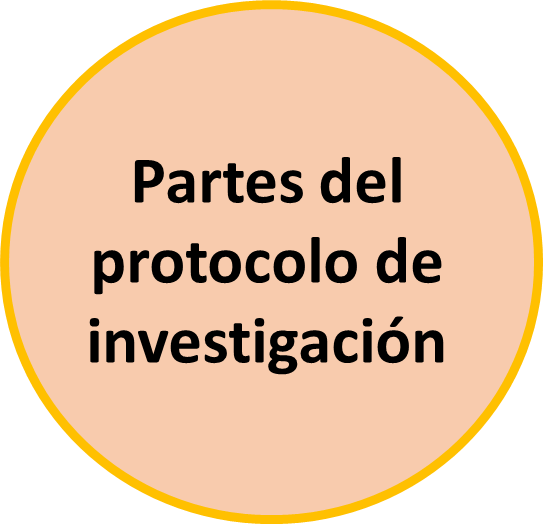 Partes del
protocolo de
investigación